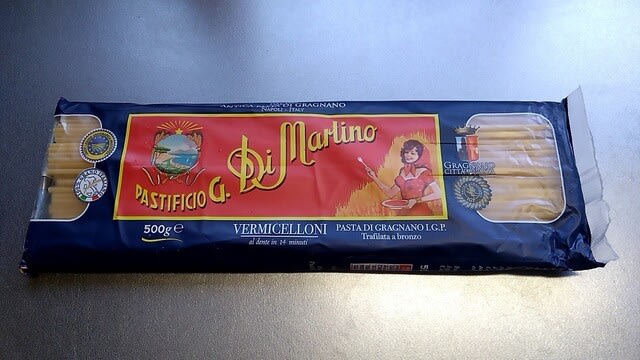 DI GRAGNANO
NAPOLI - ITALY
PASTIFICIO G. Di Martino
GRAGNANO
CITTÀ
500g e
VERMICELLONI
al dente in 14 minuti
PASTA DI GRAGNANO I.G.P.
Trafilata a bronzo